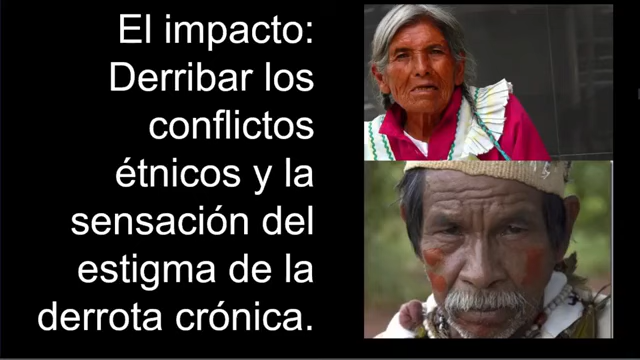 El impacto:
Derribar los
conflictos
étnicos y la
sensación del
estigma de la
derrota crónica.